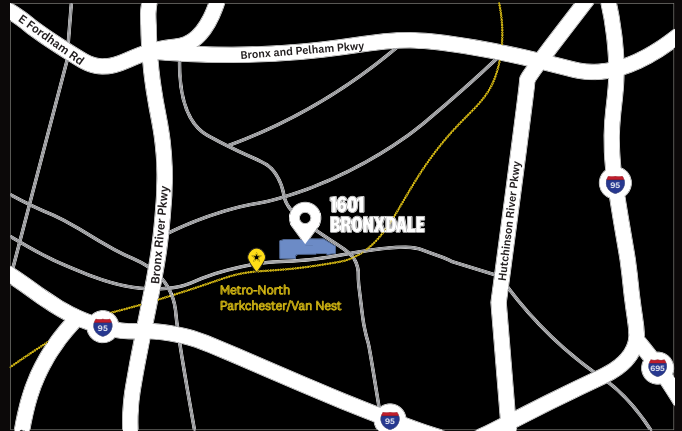 E Fordham Rd
Bronx and Pelham Pkwy
95
1601
BRONXDALE
Bronx River Pkwy
Hutchinson River Pkwy
Metro-North
Parkchester/Van Nest
95
695
95